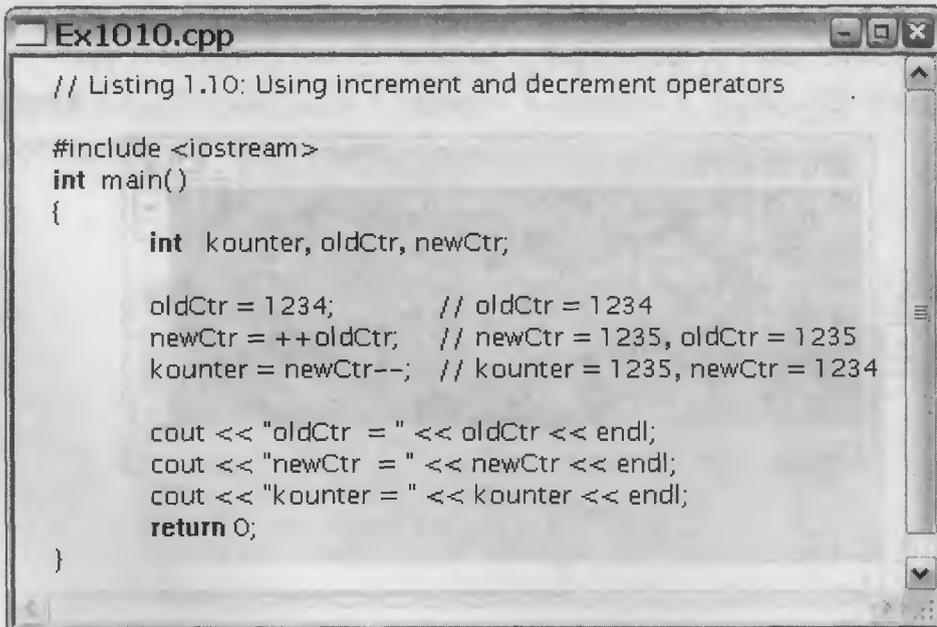 Ex1010.cpp
// Listing 1.10: Using increment and decrement operators
#include <iostream>
int main()
{
int kounter, oldCtr, newCtr;
oldCtr = 1234; // oldCtr = 1234
newCtr = ++oldCtr; // newCtr = 1235, oldCtr = 1235
kounter = newCtr--; // kounter = 1235, newCtr = 1234
cout << "oldCtr = " << oldCtr << endl;
cout << "newCtr = " << newCtr << endl;
cout << "kounter = " << kounter << endl;
return 0;
}